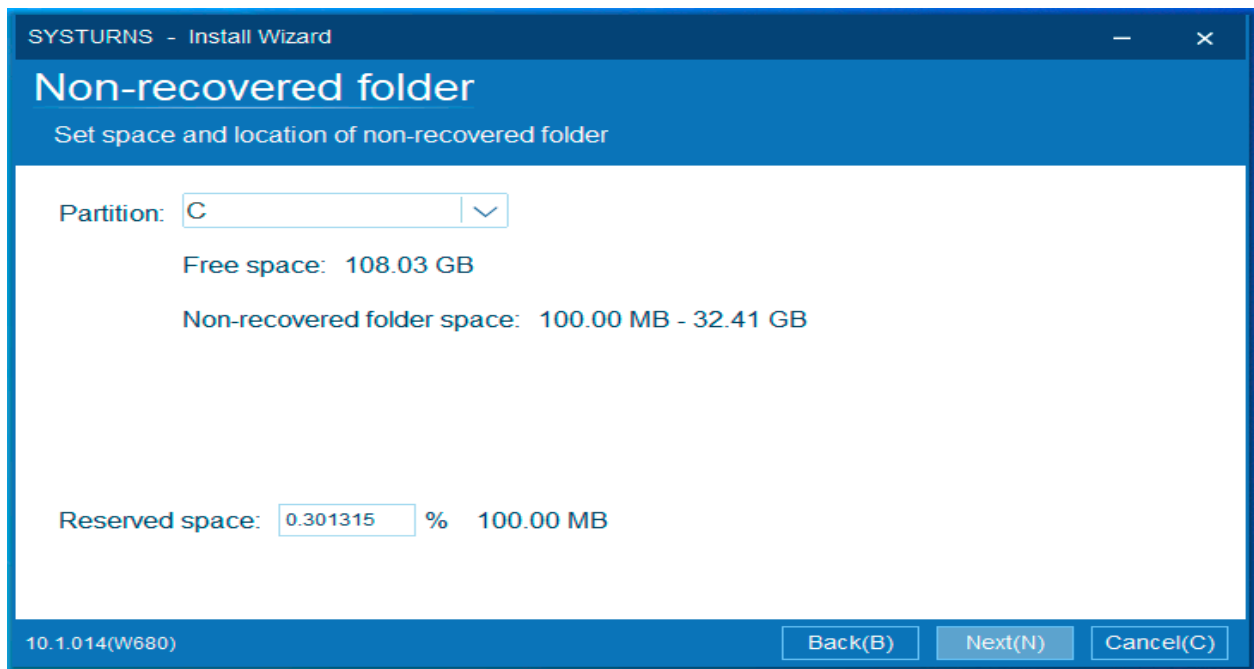 SYSTURNS - Install Wizard
Non-recovered folder
Set space and location of non-recovered folder
Partition: C
Free space: 108.03 GB
Non-recovered folder space: 100.00 MB - 32.41 GB
Reserved space: 0.301315 % 100.00 MB
10.1.014(W680) Back(B) Next(N) Cancel(C)